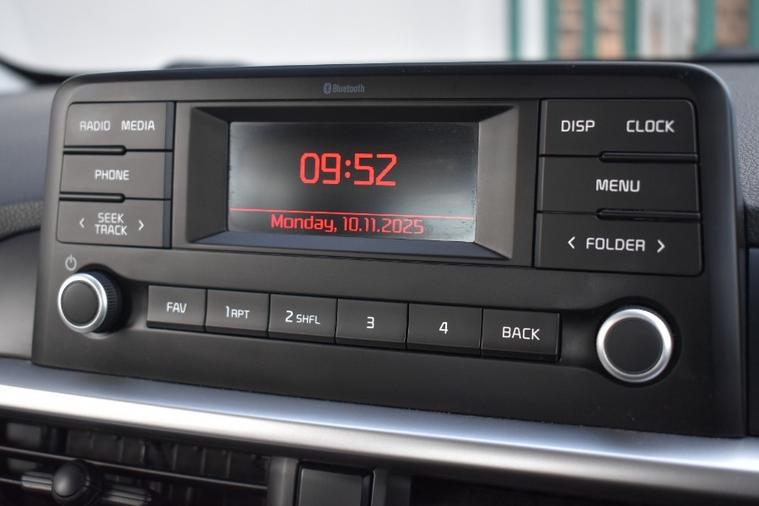 Bluetooth
RADIO MEDIA
PHONE
< SEEK TRACK >
09:52
Monday, 10.11.2025
DISP CLOCK
MENU
< FOLDER >
FAV
1 RPT
2 SHFL
3
4
BACK